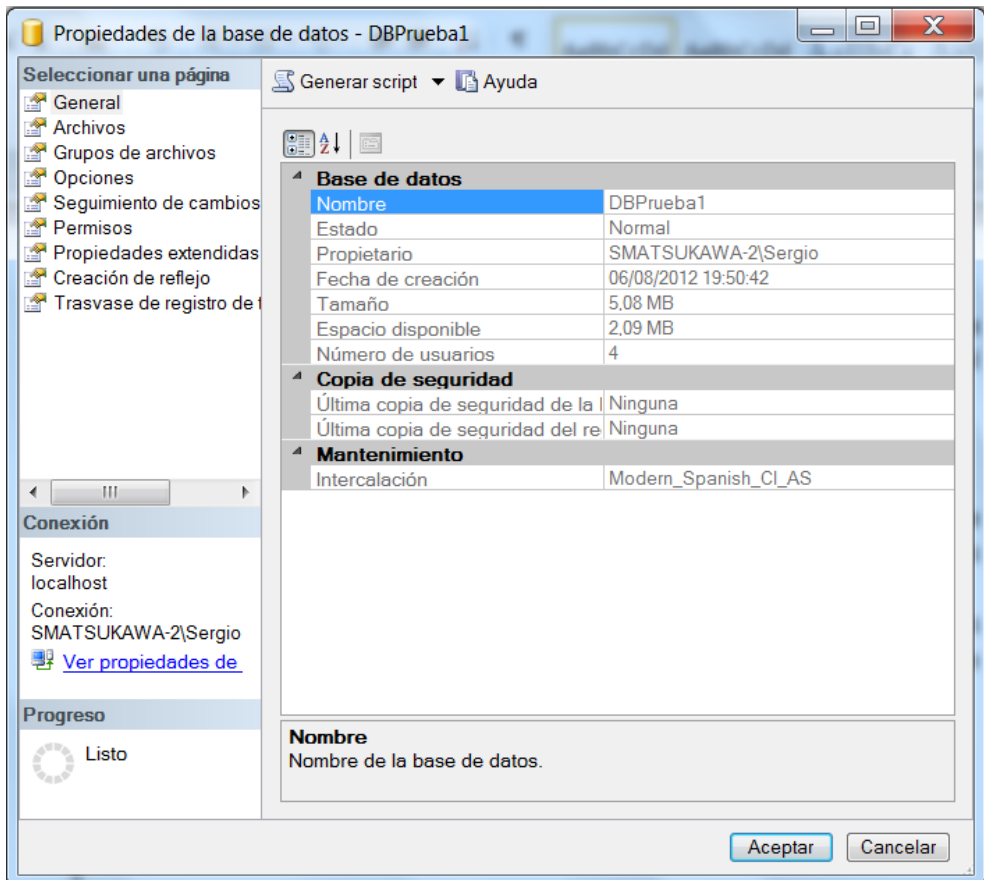 Propiedades de la base de datos - DBPrueba1
Seleccionar una página
General
Archivos
Grupos de archivos
Opciones
Seguimiento de cambios
Permisos
Propiedades extendidas
Creación de reflejo
Trasvase de registro de t
Conexión
Servidor:
localhost
Conexión:
SMATSUKAWA-2\Sergio
Ver propiedades de
Progreso
Listo
Generar script Ayuda
Base de datos
Nombre DBPrueba1
Estado Normal
Propietario SMATSUKAWA-2\Sergio
Fecha de creación 06/08/2012 19:50:42
Tamaño 5,08 MB
Espacio disponible 2,09 MB
Número de usuarios 4
Copia de seguridad
Última copia de seguridad de la Ninguna
Última copia de seguridad del re Ninguna
Mantenimiento
Intercalación Modern_Spanish_CI_AS
Nombre
Nombre de la base de datos.
Aceptar Cancelar